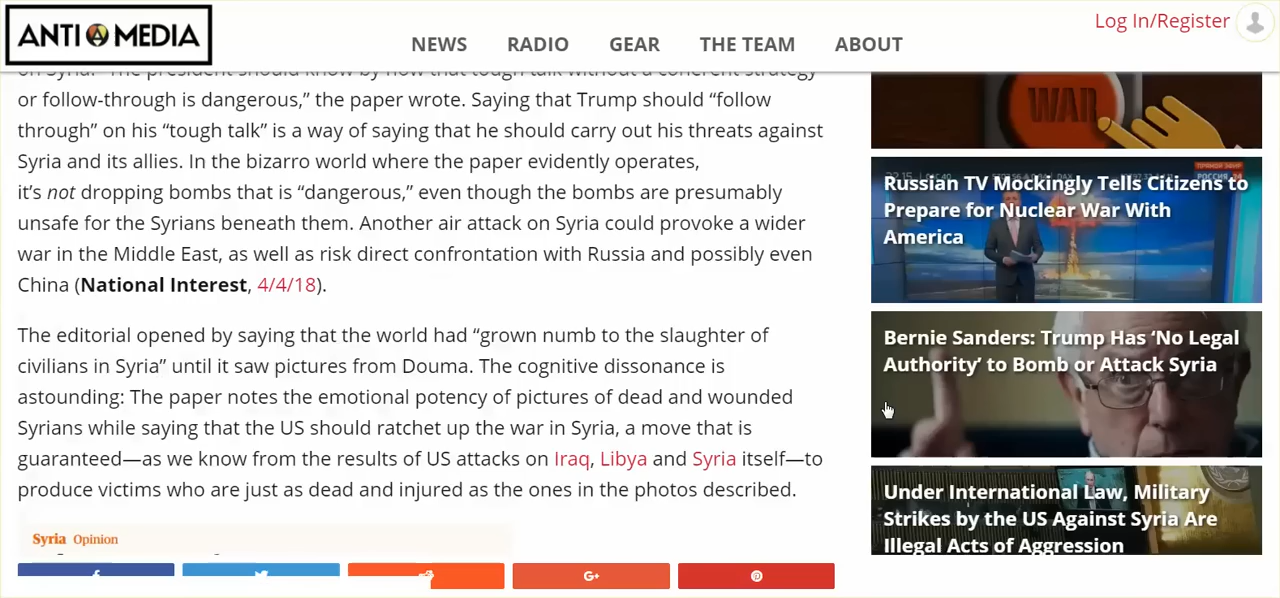 ANTI MEDIA
NEWS RADIO GEAR THE TEAM ABOUT
Log In/Register
on Syria. “The president should know by now that tough talk without a coherent strategy
or follow-through is dangerous,” the paper wrote. Saying that Trump should “follow
through” on his “tough talk” is a way of saying that he should carry out his threats against
Syria and its allies. In the bizarro world where the paper evidently operates,
it’s not dropping bombs that is “dangerous,” even though the bombs are presumably
unsafe for the Syrians beneath them. Another air attack on Syria could provoke a wider
war in the Middle East, as well as risk direct confrontation with Russia and possibly even
China (National Interest, 4/4/18).
The editorial opened by saying that the world had “grown numb to the slaughter of
civilians in Syria” until it saw pictures from Douma. The cognitive dissonance is
astounding: The paper notes the emotional potency of pictures of dead and wounded
Syrians while saying that the US should ratchet up the war in Syria, a move that is
guaranteed—as we know from the results of US attacks on Iraq, Libya and Syria itself—to
produce victims who are just as dead and injured as the ones in the photos described.
Syria Opinion
G+
WAR
ПРЯМОЙ ЭФИР
РОССИЯ 24
Russian TV Mockingly Tells Citizens to
Prepare for Nuclear War With
America
Bernie Sanders: Trump Has ‘No Legal
Authority’ to Bomb or Attack Syria
Under International Law, Military
Strikes by the US Against Syria Are
Illegal Acts of Aggression